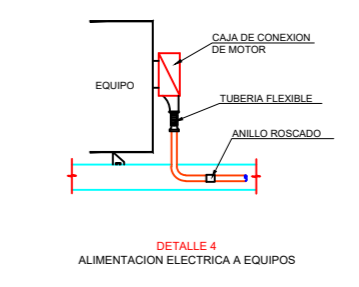 CAJA DE CONEXION
DE MOTOR
EQUIPO
TUBERIA FLEXIBLE
ANILLO ROSCADO
DETALLE 4
ALIMENTACION ELECTRICA A EQUIPOS